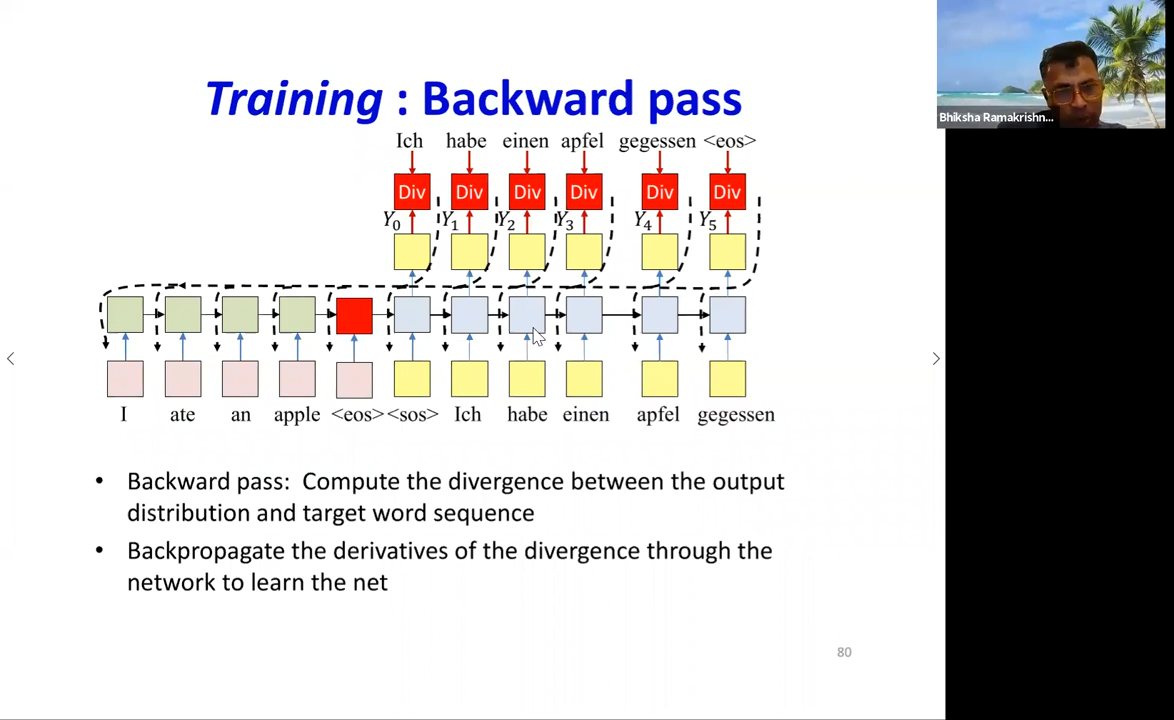 Training : Backward pass
Ich habe einen apfel gegessen <eos>
Div Div Div Div Div Div
Y0 Y1 Y2 Y3 Y4 Y5
I ate an apple <eos> <sos> Ich habe einen apfel gegessen
• Backward pass: Compute the divergence between the output
distribution and target word sequence
• Backpropagate the derivatives of the divergence through the
network to learn the net
80
Bhiksha Ramakrishn...